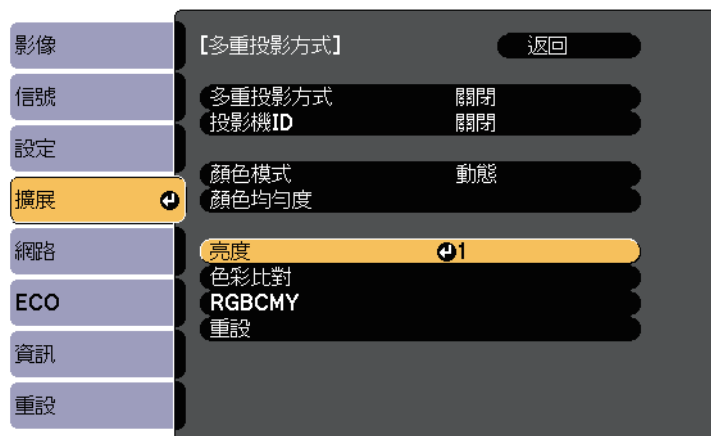 影像
信號
設定
擴展
網路
ECO
資訊
重設
[多重投影方式] 返回
多重投影方式 關閉
投影機ID 關閉
顏色模式 動態
顏色均勻度
亮度 1
色彩比對
RGBCMY
重設